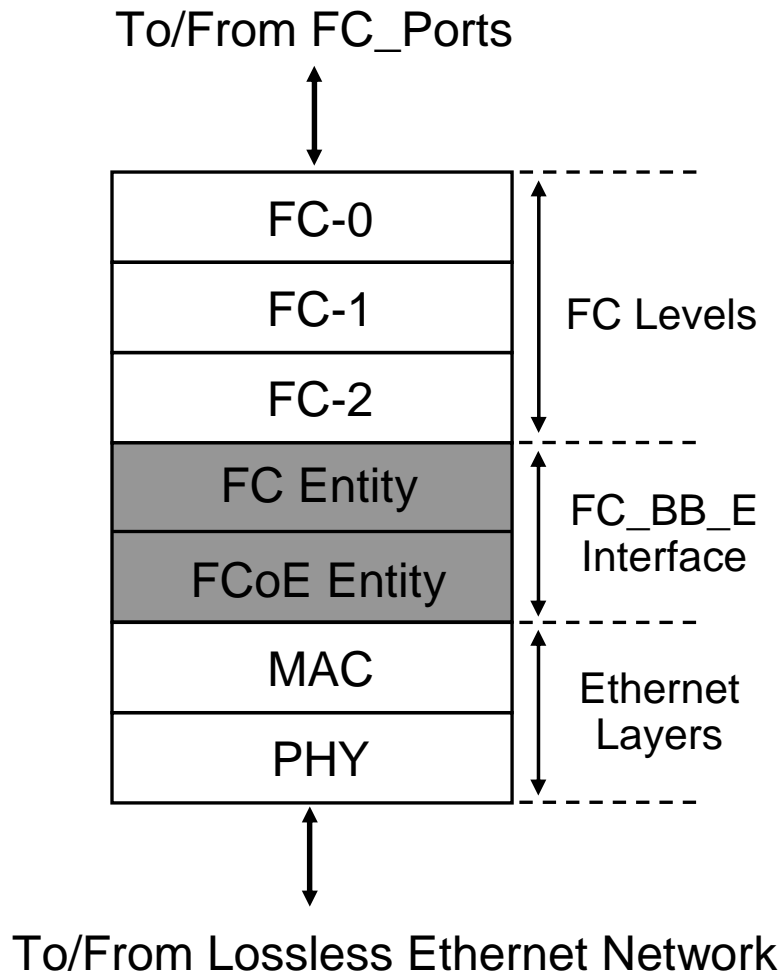 To/From FC_Ports
FC-0
FC-1
FC-2
FC Levels
FC Entity
FCoE Entity
FC_BB_E
Interface
MAC
PHY
Ethernet
Layers
To/From Lossless Ethernet Network